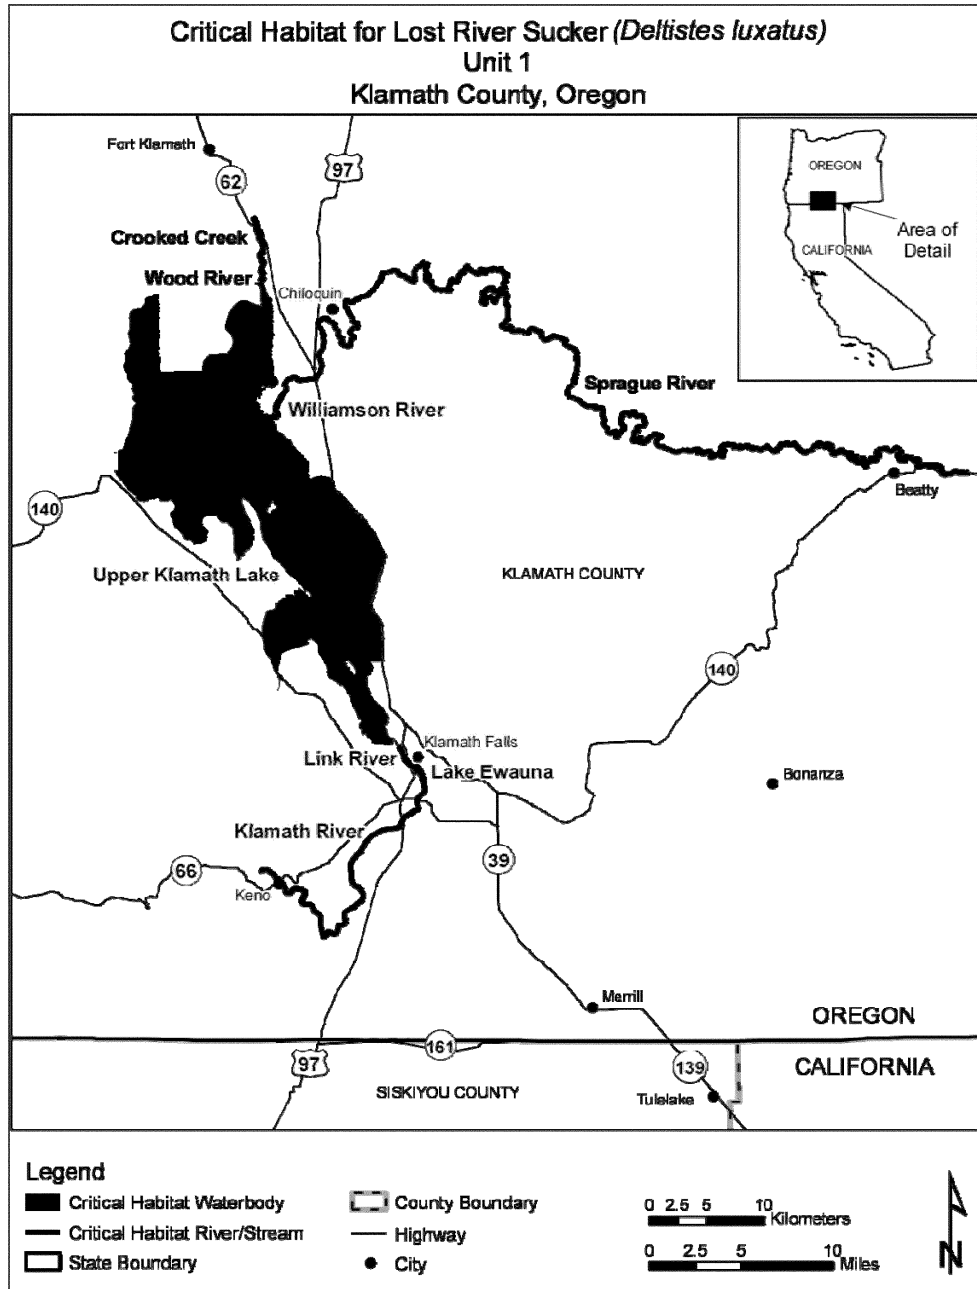 Critical Habitat for Lost River Sucker (Deltistes luxatus)
Unit 1
Klamath County, Oregon
Fort Klamath
97
62
OREGON
Crooked Creek
Area of
Detail
CALIFORNIA
Wood River
Chiloquin
Sprague River
Williamson River
Beatty
140
Upper Klamath Lake
KLAMATH COUNTY
140
Klamath Falls
Link River
Lake Ewauna
Bonanza
Klamath River
39
66
Keno
Merrill
OREGON
161
97
139
CALIFORNIA
SISKIYOU COUNTY
Tulelake
Legend
Critical Habitat Waterbody
Critical Habitat River/Stream
State Boundary
County Boundary
Highway
City
0 2.5 5 10
Kilometers
0 2.5 5 10
Miles
N